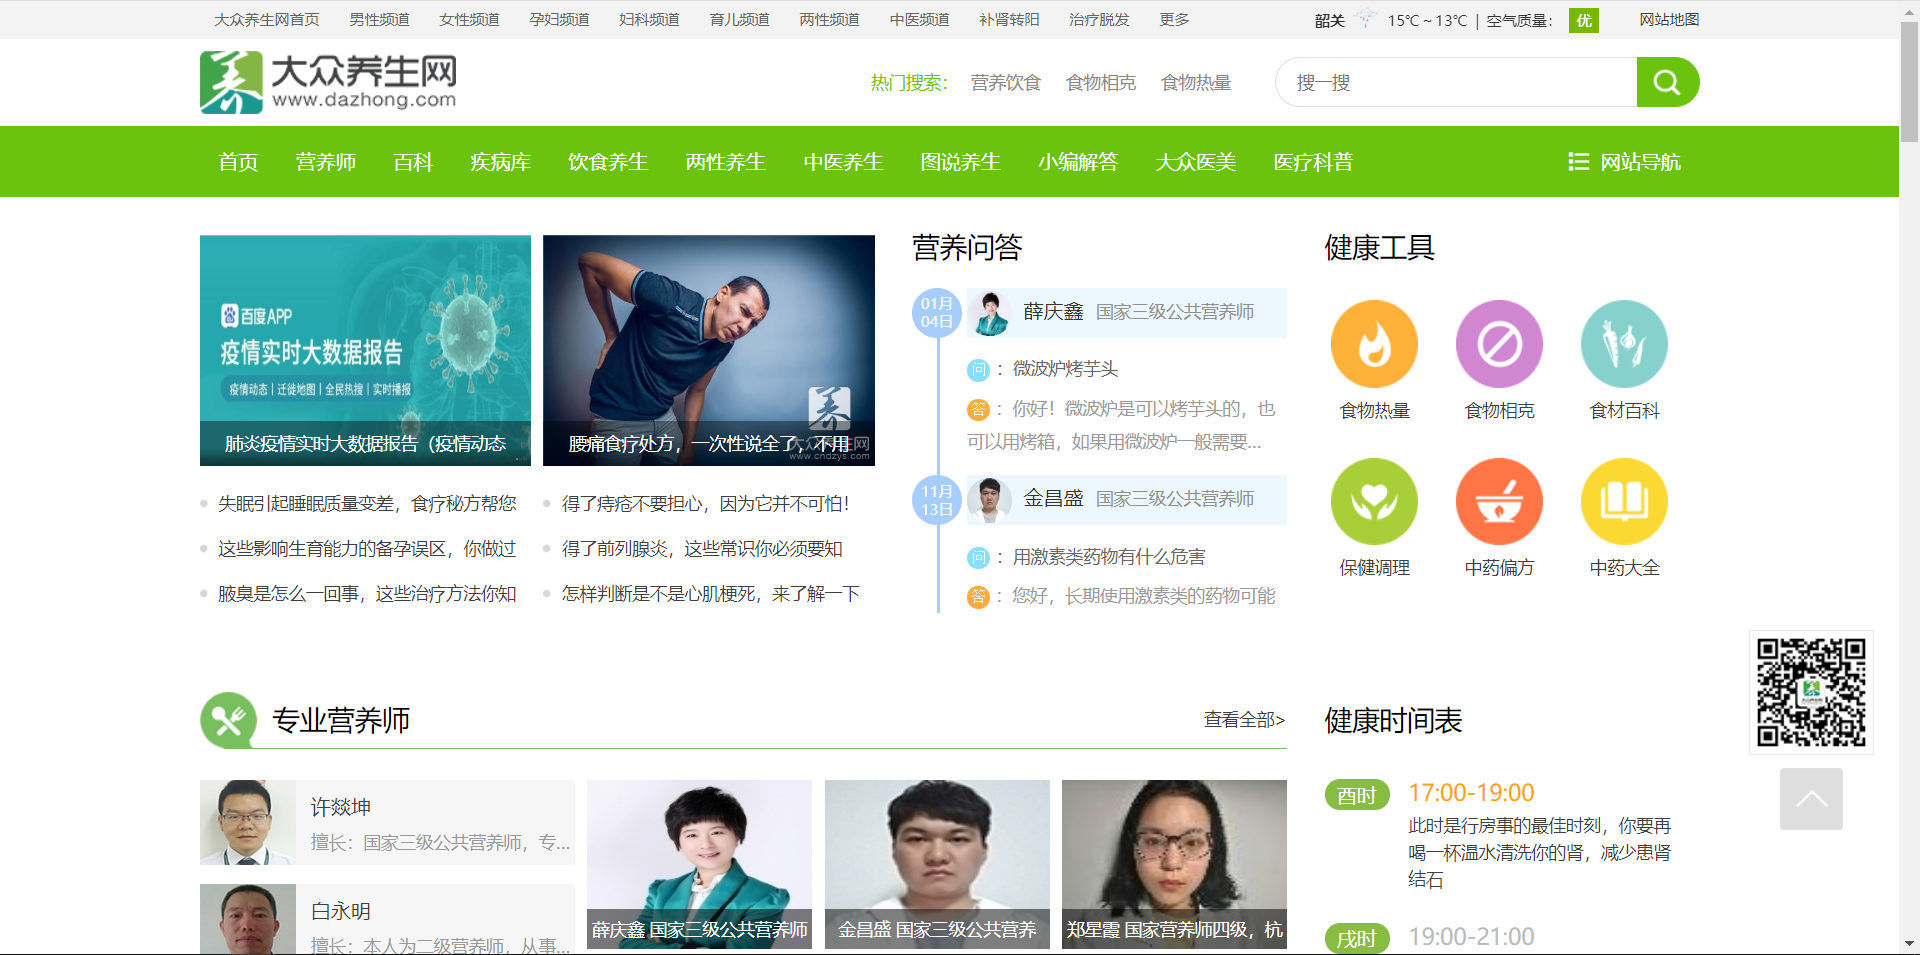 大众养生网首页 男性频道 女性频道 孕妇频道 妇科频道 育儿频道 两性频道 中医频道 补肾转阳 治疗脱发 更多 韶关 15℃～13℃ | 空气质量： 优 网站地图
大众养生网
www.dazhong.com
热门搜索： 营养饮食 食物相克 食物热量 搜一搜
首页 营养师 百科 疾病库 饮食养生 两性养生 中医养生 图说养生 小编解答 大众医美 医疗科普 网站导航
百度APP
疫情实时大数据报告
疫情动态 | 迁徙地图 | 全民热搜 | 实时播报
肺炎疫情实时大数据报告（疫情动态
养
大众养生网
www.cndzys.com
腰痛食疗处方，一次性说全了，不用
失眠引起睡眠质量变差，食疗秘方帮您
得了痔疮不要担心，因为它并不可怕！
这些影响生育能力的备孕误区，你做过
得了前列腺炎，这些常识你必须要知
腋臭是怎么一回事，这些治疗方法你知
怎样判断是不是心肌梗死，来了解一下
营养问答
01月
04日
薛庆鑫 国家三级公共营养师
问 ： 微波炉烤芋头
答 ： 你好！微波炉是可以烤芋头的，也
可以用烤箱，如果用微波炉一般需要...
11月
13日
金昌盛 国家三级公共营养师
问 ： 用激素类药物有什么危害
答 ： 您好，长期使用激素类的药物可能
健康工具
食物热量 食物相克 食材百科
保健调理 中药偏方 中药大全
专业营养师 查看全部>
许燚坤
擅长：国家三级公共营养师，专...
白永明
擅长：本人为二级营养师，从事...
薛庆鑫 国家三级公共营养师
金昌盛 国家三级公共营养
郑星霞 国家营养师四级，杭
健康时间表
酉时 17:00-19:00
此时是行房事的最佳时刻，你要再
喝一杯温水清洗你的肾，减少患肾
结石
戌时 19:00-21:00